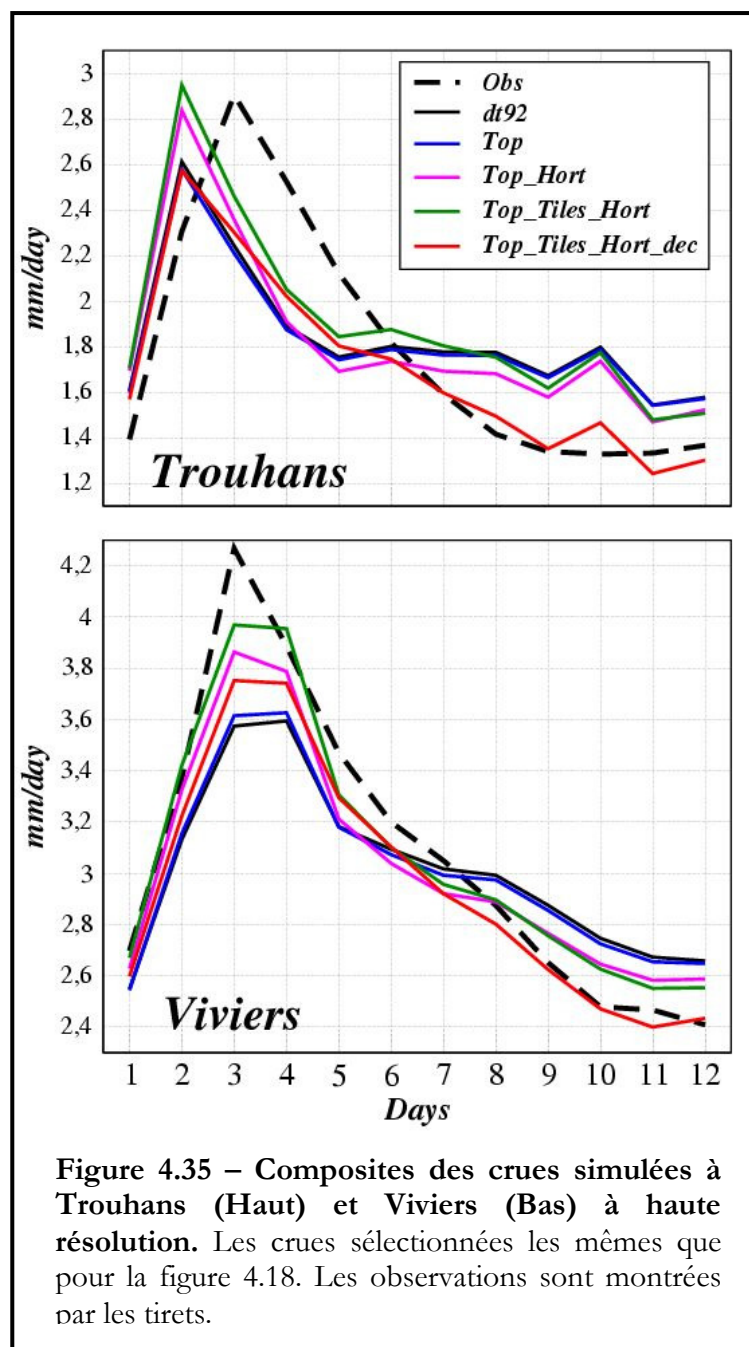 3
2,8
2,6
2,4
2,2
2
1,8
1,6
1,4
1,2
mm/day
Obs
dt92
Top
Top_Hort
Top_Tiles_Hort
Top_Tiles_Hort_dec
Trouhans
4,2
4
3,8
3,6
3,4
3,2
3
2,8
2,6
2,4
mm/day
Viviers
1 2 3 4 5 6 7 8 9 10 11 12
Days
Figure 4.35 – Composites des crues simulées à
Trouhans (Haut) et Viviers (Bas) à haute
résolution. Les crues sélectionnées les mêmes que
pour la figure 4.18. Les observations sont montrées
par les tirets.